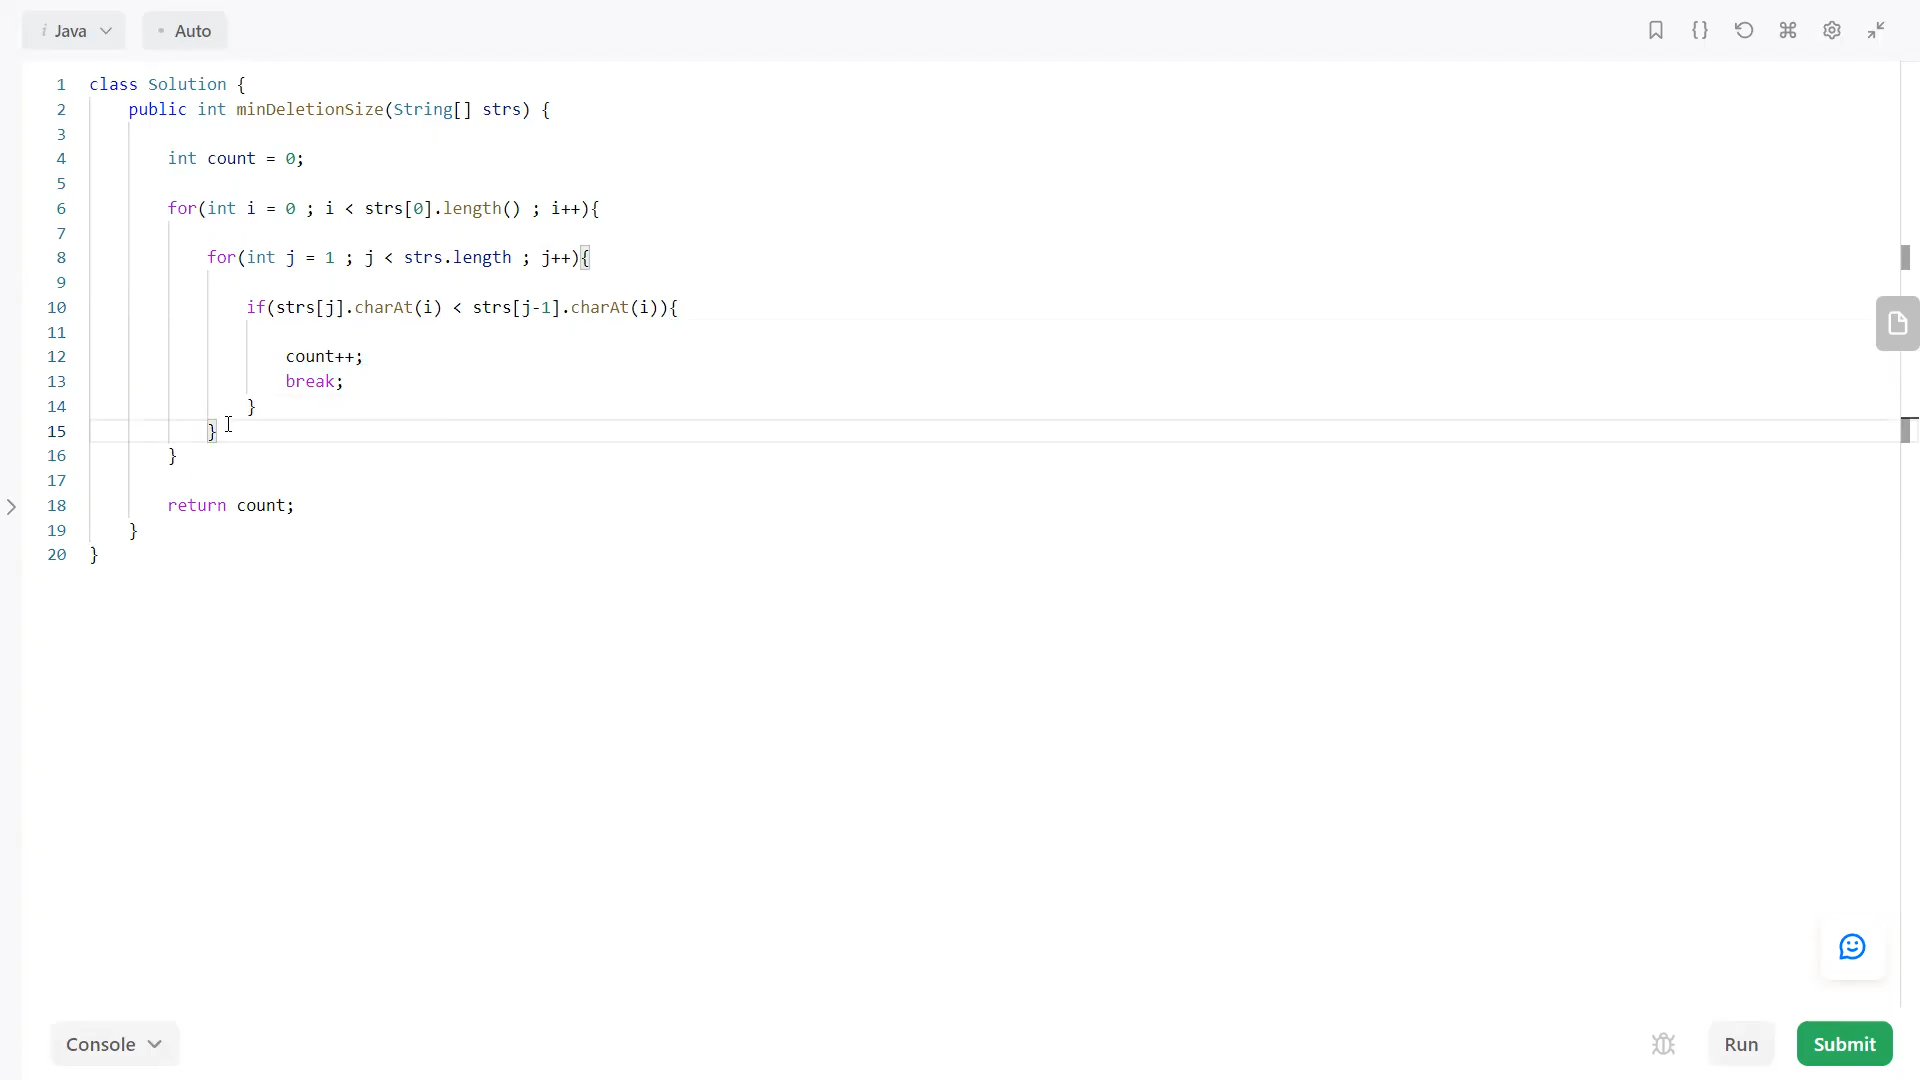 i Java
Auto
1 class Solution {
2 public int minDeletionSize(String[] strs) {
3
4 int count = 0;
5
6 for(int i = 0 ; i < strs[0].length() ; i++){
7
8 for(int j = 1 ; j < strs.length ; j++){
9
10 if(strs[j].charAt(i) < strs[j-1].charAt(i)){
11
12 count++;
13 break;
14 }
15 }
16 }
17
18 return count;
19 }
20 }
Console
Run
Submit